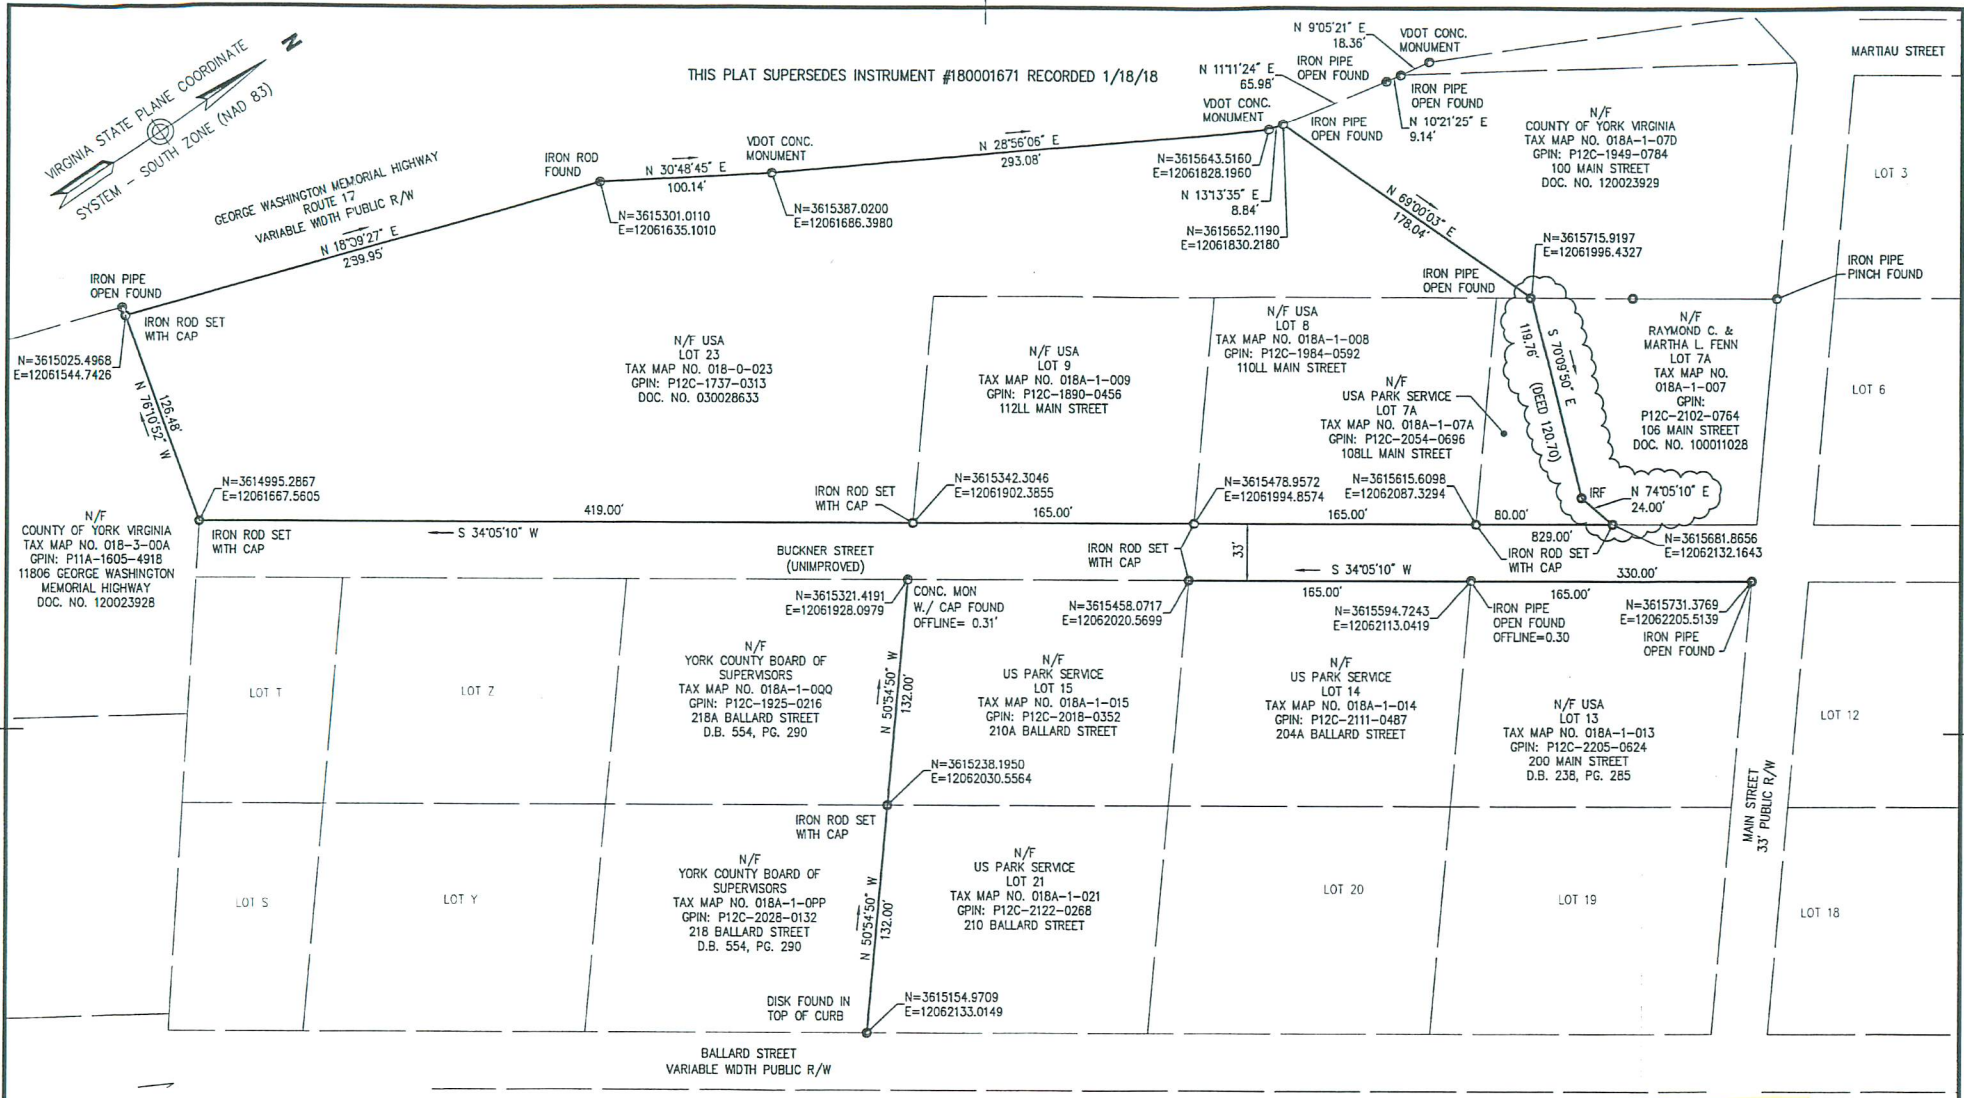 N
VIRGINIA STATE PLANE COORDINATE
SYSTEM - SOUTH ZONE (NAD 83)
THIS PLAT SUPERSEDES INSTRUMENT #180001671 RECORDED 1/18/18
N 9°05'21" E
18.36'
VDOT CONC.
MONUMENT
MARTIAU STREET
N 11°11'24" E
65.98'
IRON PIPE
OPEN FOUND
IRON PIPE
OPEN FOUND
N 10°21'25" E
9.14'
VDOT CONC.
MONUMENT
IRON PIPE
OPEN FOUND
N/F
COUNTY OF YORK VIRGINIA
TAX MAP NO. 018A-1-07D
GPIN: P12C-1949-0784
100 MAIN STREET
DOC. NO. 120023929
LOT 3
GEORGE WASHINGTON MEMORIAL HIGHWAY
ROUTE 17
VARIABLE WIDTH PUBLIC R/W
N 18°09'27" E
239.95'
IRON ROD
FOUND
N 30°48'45" E
100.14'
VDOT CONC.
MONUMENT
N 28°56'06" E
293.08'
N=3615643.5160
E=12061828.1960
N 13°13'35" E
8.84'
N=3615652.1190
E=12061830.2180
N=3615301.0110
E=12061635.1010
N=3615387.0200
E=12061686.3980
N 69°00'03" E
178.04'
N=3615715.9197
E=12061996.4327
IRON PIPE
OPEN FOUND
IRON PIPE
PINCH FOUND
IRON PIPE
OPEN FOUND
IRON ROD SET
WITH CAP
N=3615025.4968
E=12061544.7426
N 76°10'52" W
126.48'
N/F USA
LOT 23
TAX MAP NO. 018-0-023
GPIN: P12C-1737-0313
DOC. NO. 030028633
N/F USA
LOT 9
TAX MAP NO. 018A-1-009
GPIN: P12C-1890-0456
112LL MAIN STREET
N/F USA
LOT 8
TAX MAP NO. 018A-1-008
GPIN: P12C-1984-0592
110LL MAIN STREET
N/F
USA PARK SERVICE
LOT 7A
TAX MAP NO. 018A-1-07A
GPIN: P12C-2054-0696
108LL MAIN STREET
S 70°09'50" E
119.76'
(DEED 120.70)
N/F
RAYMOND C. &
MARTHA L. FENN
LOT 7A
TAX MAP NO.
018A-1-007
GPIN:
P12C-2102-0764
106 MAIN STREET
DOC. NO. 100011028
LOT 6
N=3614995.2867
E=12061667.5605
IRON ROD SET
WITH CAP
N=3615342.3046
E=12061902.3855
N=3615478.9572
E=12061994.8574
N=3615615.6098
E=12062087.3294
IRF
N 74°05'10" E
24.00'
N/F
COUNTY OF YORK VIRGINIA
TAX MAP NO. 018-3-00A
GPIN: P11A-1605-4918
11806 GEORGE WASHINGTON
MEMORIAL HIGHWAY
DOC. NO. 120023928
IRON ROD SET
WITH CAP
S 34°05'10" W
419.00'
165.00'
165.00'
80.00'
829.00'
N=3615681.8656
E=12062132.1643
BUCKNER STREET
(UNIMPROVED)
IRON ROD SET
WITH CAP
33'
IRON ROD SET
WITH CAP
S 34°05'10" W
330.00'
165.00'
165.00'
N=3615321.4191
E=12061928.0979
CONC. MON
W./ CAP FOUND
OFFLINE= 0.31'
N=3615458.0717
E=12062020.5699
N=3615594.7243
E=12062113.0419
IRON PIPE
OPEN FOUND
OFFLINE=0.30
N=3615731.3769
E=12062205.5139
IRON PIPE
OPEN FOUND
LOT T
LOT Z
N/F
YORK COUNTY BOARD OF
SUPERVISORS
TAX MAP NO. 018A-1-0QQ
GPIN: P12C-1925-0216
218A BALLARD STREET
D.B. 554, PG. 290
N 50°54'50" W
132.00'
N/F
US PARK SERVICE
LOT 15
TAX MAP NO. 018A-1-015
GPIN: P12C-2018-0352
210A BALLARD STREET
N/F
US PARK SERVICE
LOT 14
TAX MAP NO. 018A-1-014
GPIN: P12C-2111-0487
204A BALLARD STREET
N/F USA
LOT 13
TAX MAP NO. 018A-1-013
GPIN: P12C-2205-0624
200 MAIN STREET
D.B. 238, PG. 285
LOT 12
MAIN STREET
33' PUBLIC R/W
N=3615238.1950
E=12062030.5564
IRON ROD SET
WITH CAP
LOT S
LOT Y
N/F
YORK COUNTY BOARD OF
SUPERVISORS
TAX MAP NO. 018A-1-0PP
GPIN: P12C-2028-0132
218 BALLARD STREET
D.B. 554, PG. 290
N 50°54'50" W
132.00'
N/F
US PARK SERVICE
LOT 21
TAX MAP NO. 018A-1-021
GPIN: P12C-2122-0268
210 BALLARD STREET
LOT 20
LOT 19
LOT 18
DISK FOUND IN
TOP OF CURB
N=3615154.9709
E=12062133.0149
BALLARD STREET
VARIABLE WIDTH PUBLIC R/W